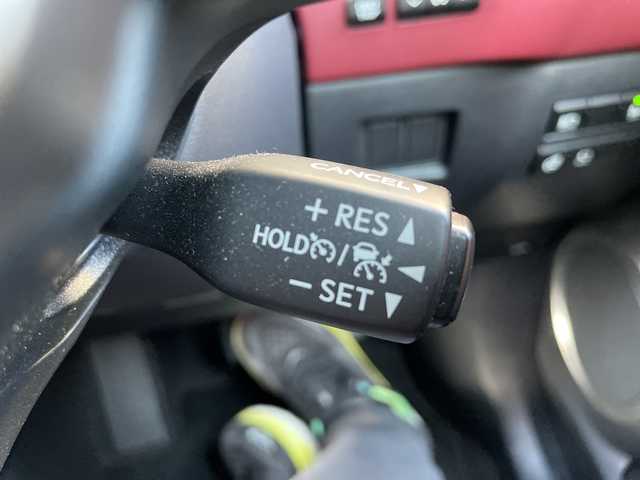 CANCEL▼
+ RES ▲
HOLD / ◀
− SET ▼